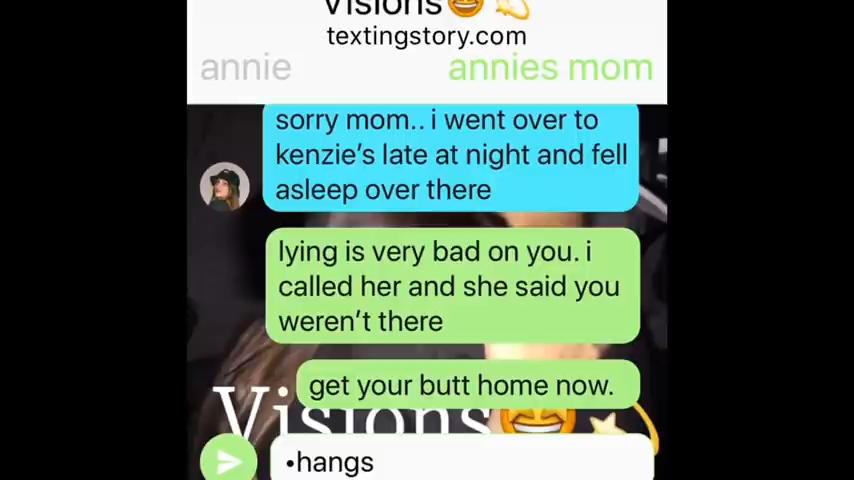 Visions🤩💫
textingstory.com
annie annies mom
sorry mom.. i went over to
kenzie's late at night and fell
asleep over there
lying is very bad on you. i
called her and she said you
weren't there
get your butt home now.
Visions🤩💫
•hangs